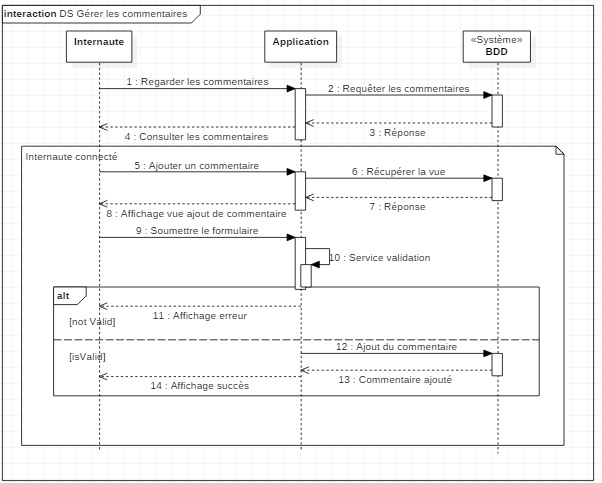 interaction DS Gérer les commentaires
Internaute
Application
«Système»
BDD
1 : Regarder les commentaires
2 : Requêter les commentaires
3 : Réponse
4 : Consulter les commentaires
Internaute connecté
5 : Ajouter un commentaire
6 : Récupérer la vue
7 : Réponse
8 : Affichage vue ajout de commentaire
9 : Soumettre le formulaire
10 : Service validation
alt
11 : Affichage erreur
[not Valid]
12 : Ajout du commentaire
[isValid]
13 : Commentaire ajouté
14 : Affichage succès